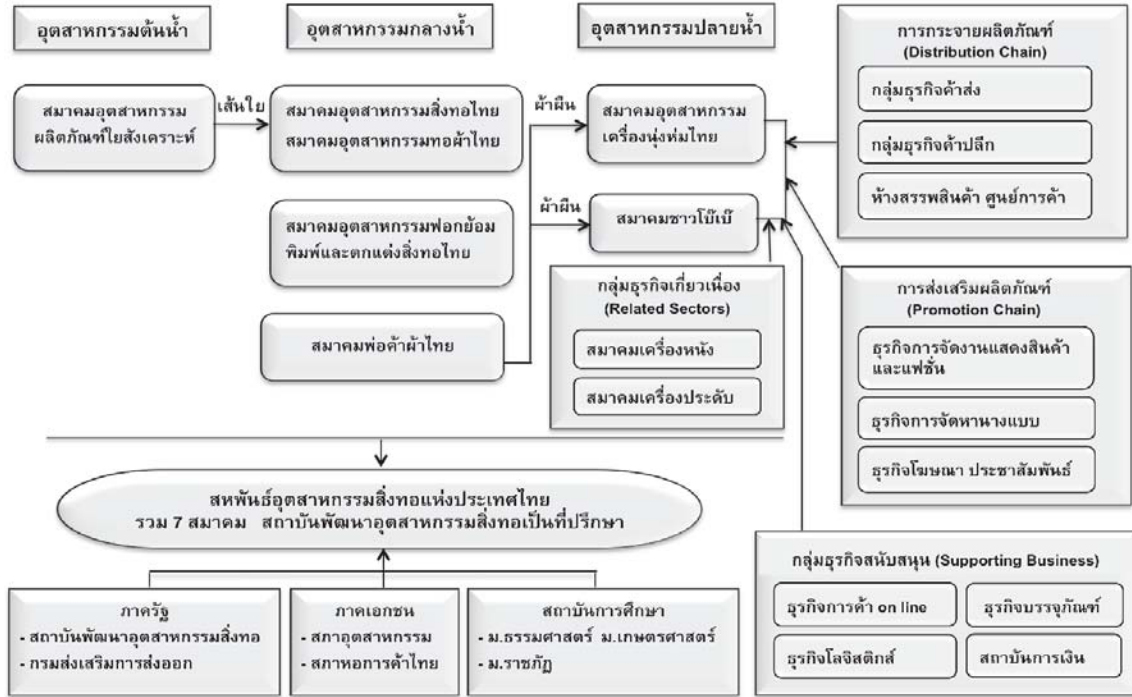 อุตสาหกรรมต้นน้ำ
อุตสาหกรรมกลางน้ำ
อุตสาหกรรมปลายน้ำ
สมาคมอุตสาหกรรม
ผลิตภัณฑ์ใยสังเคราะห์
เส้นใย
สมาคมอุตสาหกรรมสิ่งทอไทย
สมาคมอุตสาหกรรมทอผ้าไทย
สมาคมอุตสาหกรรมฟอกย้อม
พิมพ์และตกแต่งสิ่งทอไทย
สมาคมพ่อค้าผ้าไทย
ผ้าผืน
สมาคมอุตสาหกรรม
เครื่องนุ่งห่มไทย
ผ้าผืน
สมาคมชาวโบ๊เบ๊
กลุ่มธุรกิจเกี่ยวเนื่อง
(Related Sectors)
สมาคมเครื่องหนัง
สมาคมเครื่องประดับ
การกระจายผลิตภัณฑ์
(Distribution Chain)
กลุ่มธุรกิจค้าส่ง
กลุ่มธุรกิจค้าปลีก
ห้างสรรพสินค้า ศูนย์การค้า
การส่งเสริมผลิตภัณฑ์
(Promotion Chain)
ธุรกิจการจัดงานแสดงสินค้า
และแฟชั่น
ธุรกิจการจัดหานางแบบ
ธุรกิจโฆษณา ประชาสัมพันธ์
สหพันธ์อุตสาหกรรมสิ่งทอแห่งประเทศไทย
รวม 7 สมาคม สถาบันพัฒนาอุตสาหกรรมสิ่งทอเป็นที่ปรึกษา
ภาครัฐ
- สถาบันพัฒนาอุตสาหกรรมสิ่งทอ
- กรมส่งเสริมการส่งออก
ภาคเอกชน
- สภาอุตสาหกรรม
- สภาหอการค้าไทย
สถาบันการศึกษา
- ม.ธรรมศาสตร์ ม.เกษตรศาสตร์
- ม.ราชภัฏ
กลุ่มธุรกิจสนับสนุน (Supporting Business)
ธุรกิจการค้า on line
ธุรกิจบรรจุภัณฑ์
ธุรกิจโลจิสติกส์
สถาบันการเงิน